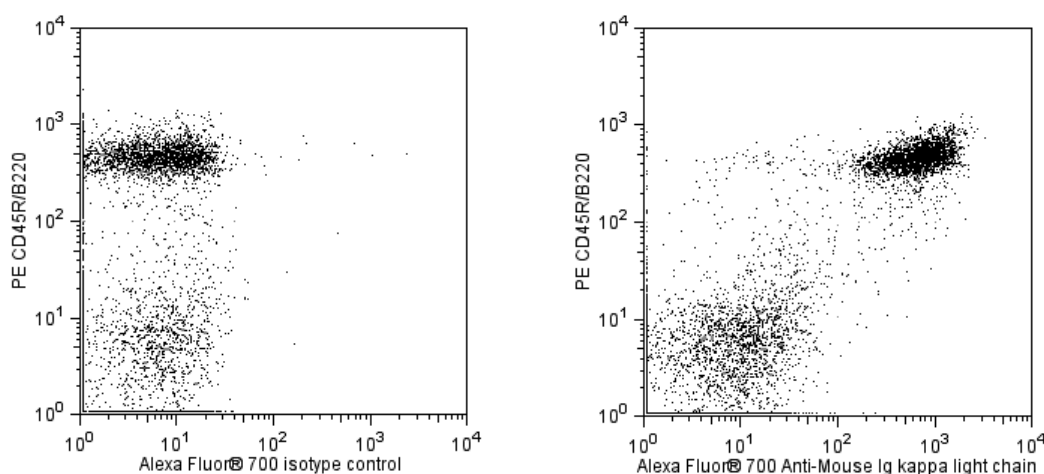 10⁴
10³
10²
10¹
10⁰
PE CD45R/B220
10⁰ 10¹ 10² 10³ 10⁴
Alexa Fluor® 700 isotype control
10⁴
10³
10²
10¹
10⁰
PE CD45R/B220
10⁰ 10¹ 10² 10³ 10⁴
Alexa Fluor® 700 Anti-Mouse Ig kappa light chain